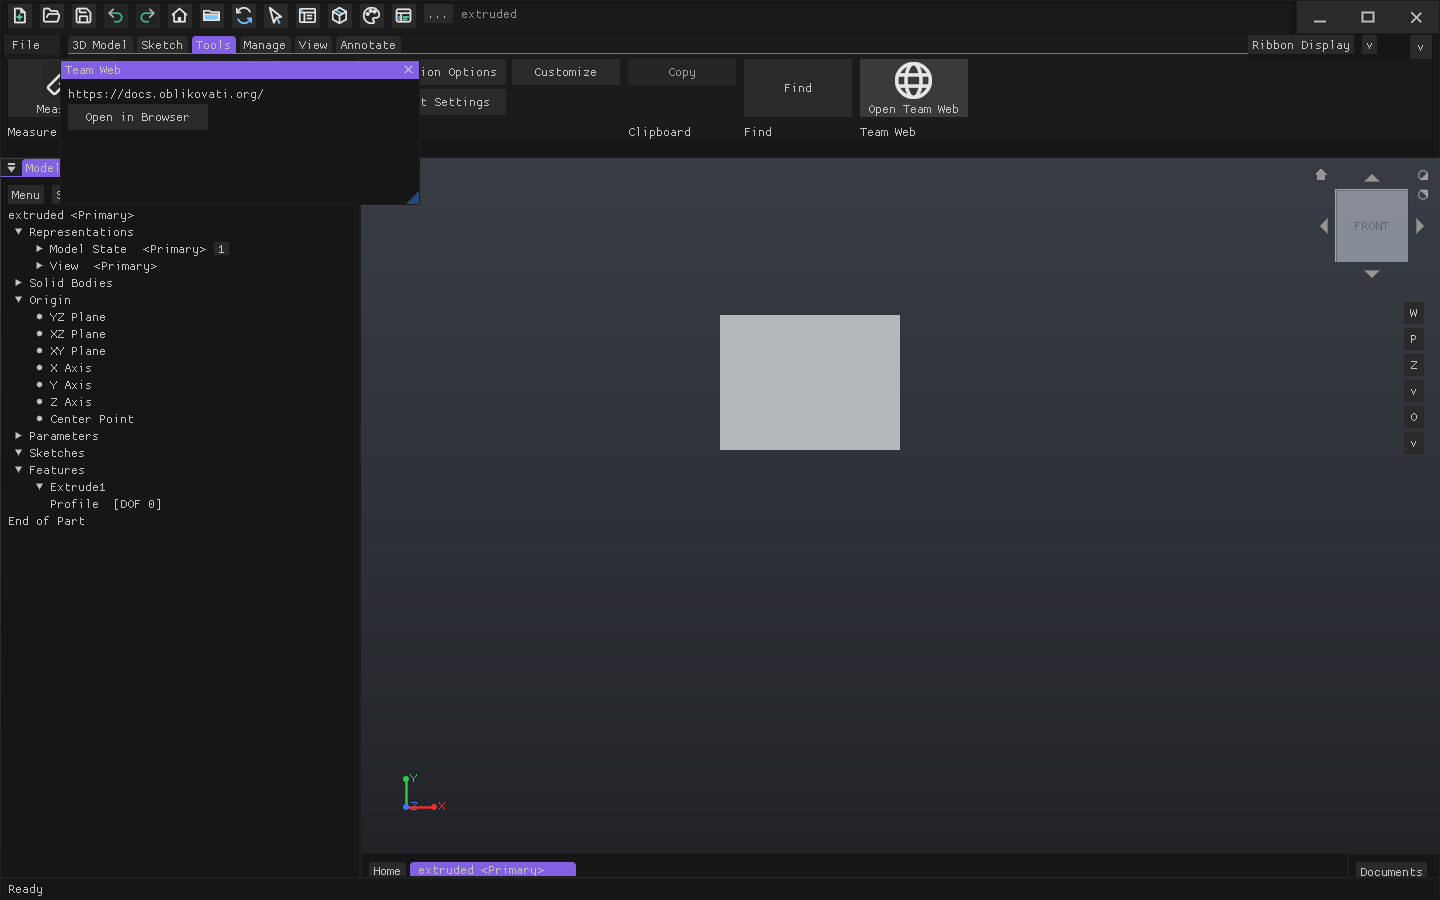 ... extruded
File 3D Model Sketch Tools Manage View Annotate Ribbon Display v v
Team Web
https://docs.oblikovati.org/
Open in Browser
ion Options Customize Copy
t Settings
Find
Open Team Web
Measure Clipboard Find Team Web
Model
Menu
extruded <Primary>
Representations
Model State <Primary> 1
View <Primary>
Solid Bodies
Origin
YZ Plane
XZ Plane
XY Plane
X Axis
Y Axis
Z Axis
Center Point
Parameters
Sketches
Features
Extrude1
Profile [DOF 0]
End of Part
FRONT
W
P
Z
v
O
v
Y
Z X
Home extruded <Primary> Documents
Ready